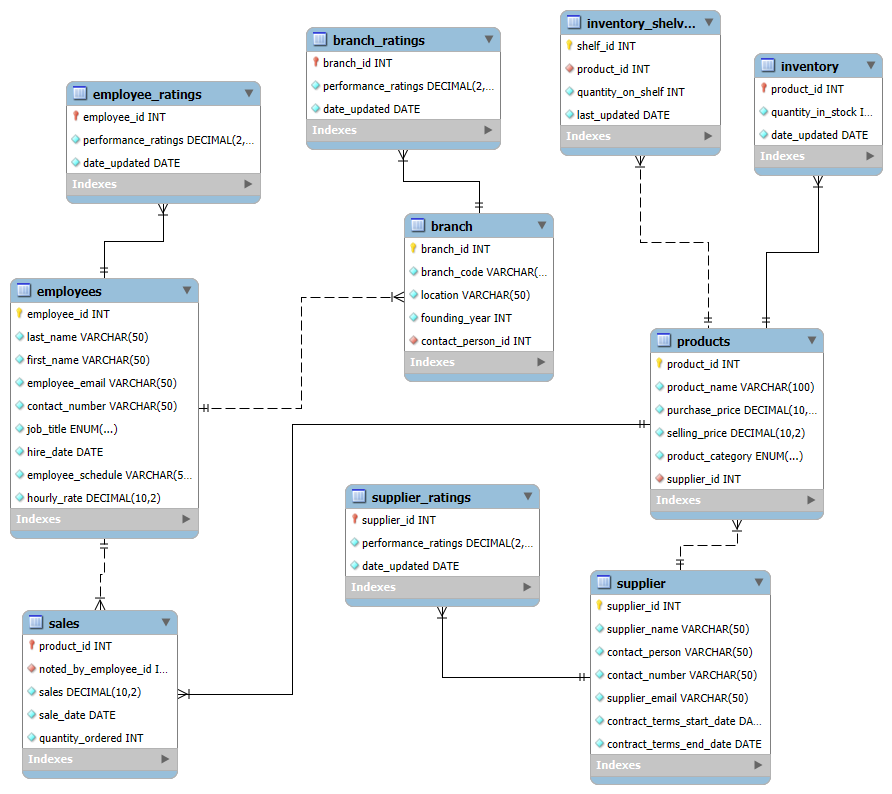 employee_ratings
employee_id INT
performance_ratings DECIMAL(2,...
date_updated DATE
Indexes
branch_ratings
branch_id INT
performance_ratings DECIMAL(2,...
date_updated DATE
Indexes
inventory_shelv...
shelf_id INT
product_id INT
quantity_on_shelf INT
last_updated DATE
Indexes
inventory
product_id INT
quantity_in_stock I...
date_updated DATE
Indexes
employees
employee_id INT
last_name VARCHAR(50)
first_name VARCHAR(50)
employee_email VARCHAR(50)
contact_number VARCHAR(50)
job_title ENUM(...)
hire_date DATE
employee_schedule VARCHAR(5...
hourly_rate DECIMAL(10,2)
Indexes
branch
branch_id INT
branch_code VARCHAR(...
location VARCHAR(50)
founding_year INT
contact_person_id INT
Indexes
products
product_id INT
product_name VARCHAR(100)
purchase_price DECIMAL(10,...
selling_price DECIMAL(10,2)
product_category ENUM(...)
supplier_id INT
Indexes
supplier_ratings
supplier_id INT
performance_ratings DECIMAL(2,...
date_updated DATE
Indexes
sales
product_id INT
noted_by_employee_id I...
sales DECIMAL(10,2)
sale_date DATE
quantity_ordered INT
Indexes
supplier
supplier_id INT
supplier_name VARCHAR(50)
contact_person VARCHAR(50)
contact_number VARCHAR(50)
supplier_email VARCHAR(50)
contract_terms_start_date DA...
contract_terms_end_date DATE
Indexes